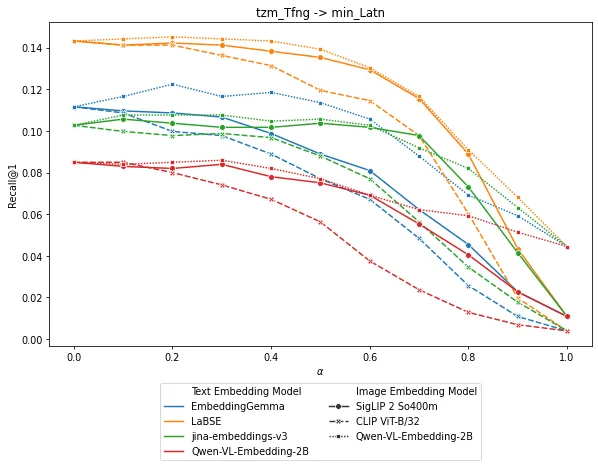 tzm_Tfng -> min_Latn
0.14
0.12
0.10
0.08
0.06
0.04
0.02
0.00
Recall@1
0.0 0.2 0.4 0.6 0.8 1.0
α
Text Embedding Model Image Embedding Model
EmbeddingGemma SigLIP 2 So400m
LaBSE CLIP ViT-B/32
jina-embeddings-v3 Qwen-VL-Embedding-2B
Qwen-VL-Embedding-2B